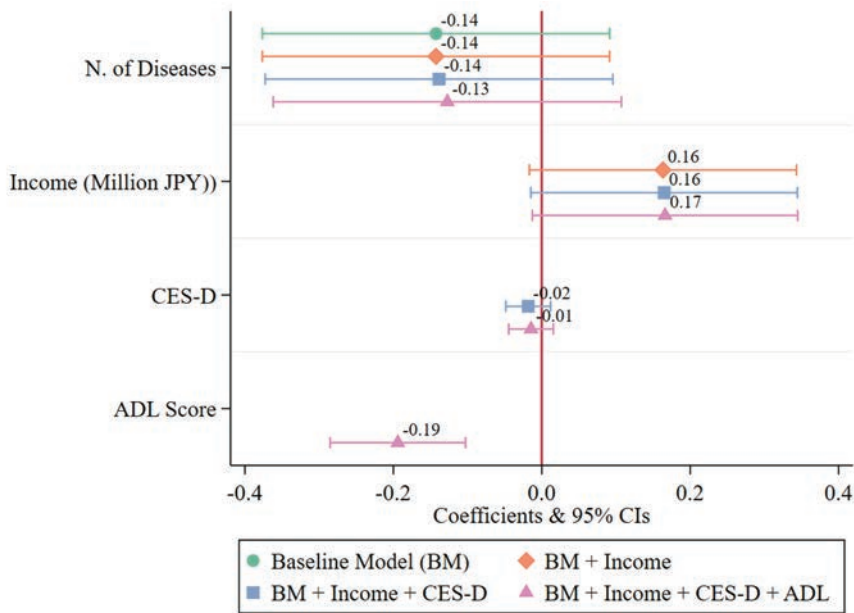 -0.14
-0.14
N. of Diseases
-0.14
-0.13
0.16
Income (Million JPY))
0.16
0.17
CES-D
-0.02
-0.01
ADL Score
-0.19
-0.4 -0.2 0.0 0.2 0.4
Coefficients & 95% CIs
Baseline Model (BM) BM + Income
BM + Income + CES-D BM + Income + CES-D + ADL